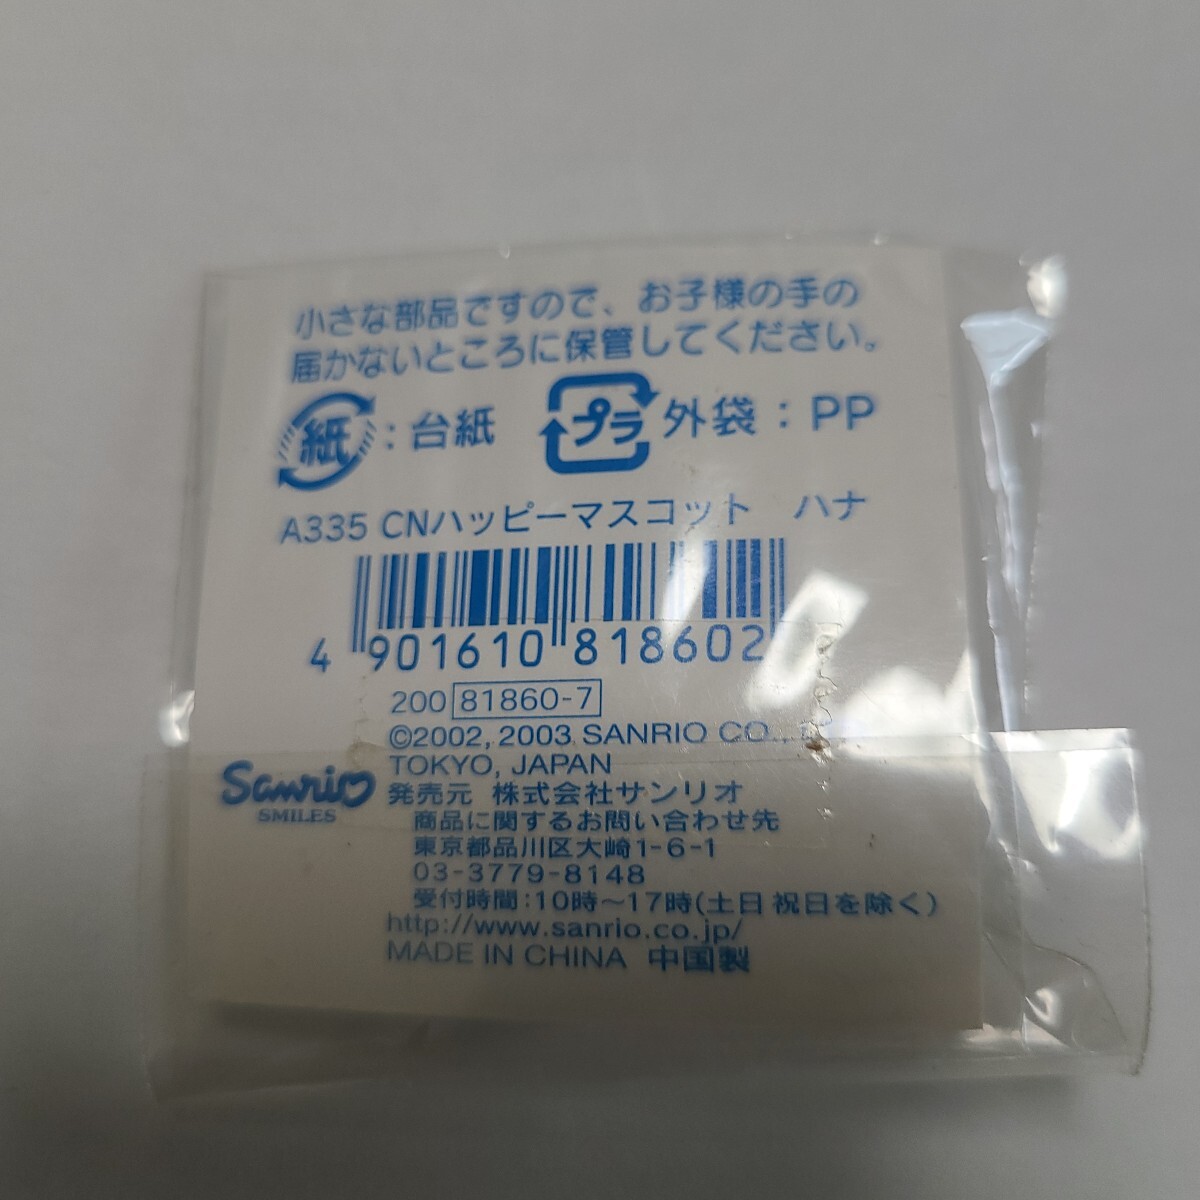 小さな部品ですので、お子様の手の
届かないところに保管してください。
紙 : 台紙 プラ 外袋 : PP
A335 CNハッピーマスコット ハナ
4 901610 818602
200 81860-7
©2002, 2003 SANRIO CO.,
TOKYO, JAPAN
Sanrio
SMILES
発売元 株式会社サンリオ
商品に関するお問い合わせ先
東京都品川区大崎1-6-1
03-3779-8148
受付時間:10時～17時(土日祝日を除く)
http://www.sanrio.co.jp/
MADE IN CHINA 中国製